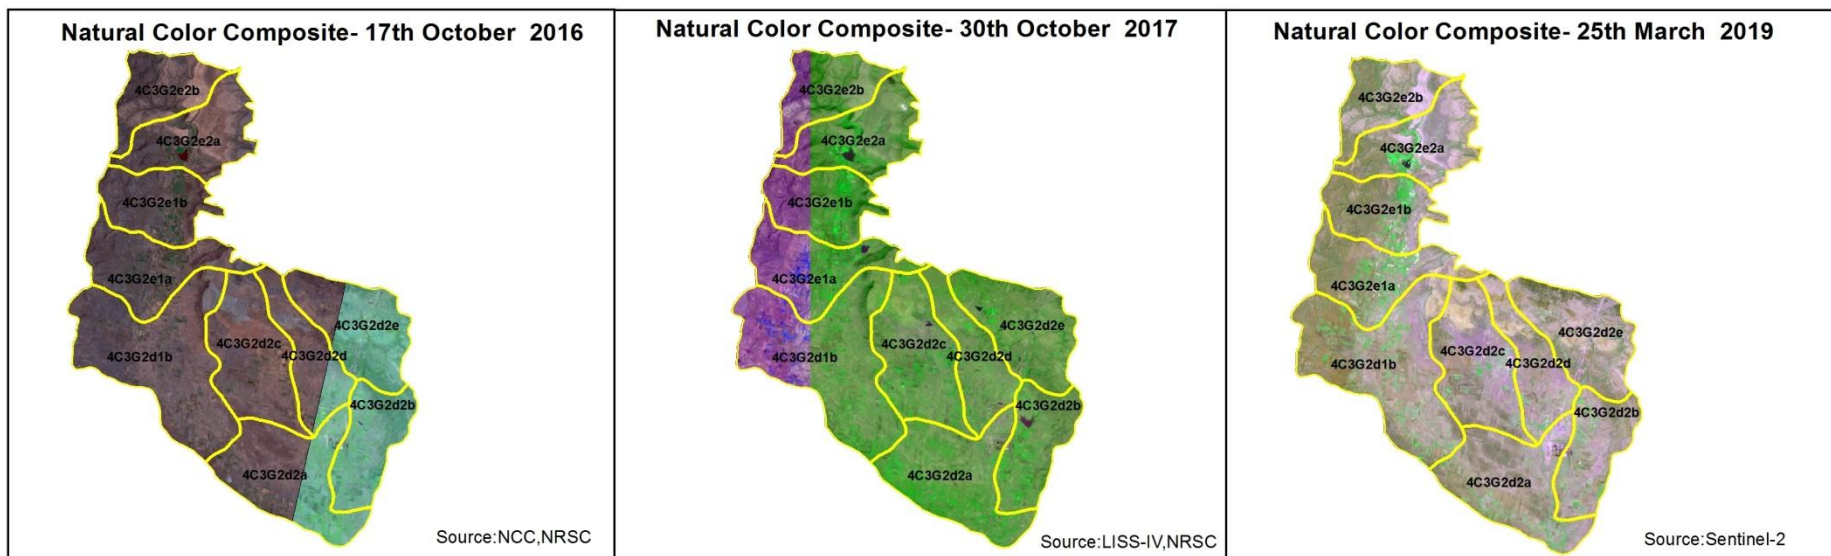 Natural Color Composite- 17th October  2016
4C3G2e2b
4C3G2e2a
4C3G2e1b
4C3G2e1a
4C3G2d2e
4C3G2d1b
4C3G2d2c
4C3G2d2d
4C3G2d2b
4C3G2d2a
Source:NCC,NRSC
Natural Color Composite- 30th October  2017
4C3G2e2b
4C3G2e2a
4C3G2e1b
4C3G2e1a
4C3G2d2e
4C3G2d1b
4C3G2d2c
4C3G2d2d
4C3G2d2b
4C3G2d2a
Source:LISS-IV,NRSC
Natural Color Composite- 25th March  2019
4C3G2e2b
4C3G2e2a
4C3G2e1b
4C3G2e1a
4C3G2d2e
4C3G2d1b
4C3G2d2c
4C3G2d2d
4C3G2d2b
4C3G2d2a
Source:Sentinel-2